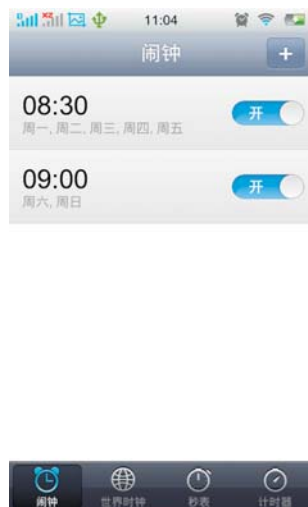 11:04
闹钟
+
08:30
开
周一, 周二, 周三, 周四, 周五
09:00
开
周六, 周日
闹钟 世界时钟 秒表 计时器